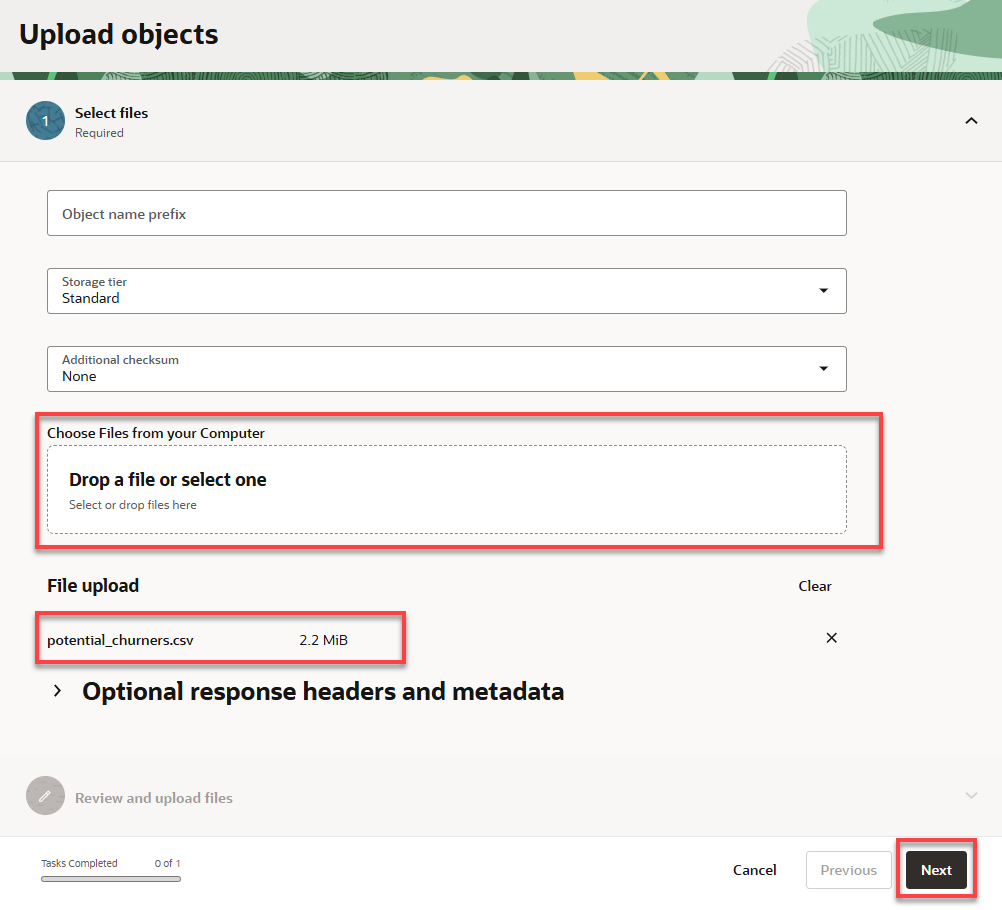 Upload objects
1
Select files
Required
Object name prefix
Storage tier
Standard
Additional checksum
None
Choose Files from your Computer
Drop a file or select one
Select or drop files here
File upload
Clear
potential_churners.csv 2.2 MiB
Optional response headers and metadata
Review and upload files
Tasks Completed 0 of 1
Cancel
Previous
Next